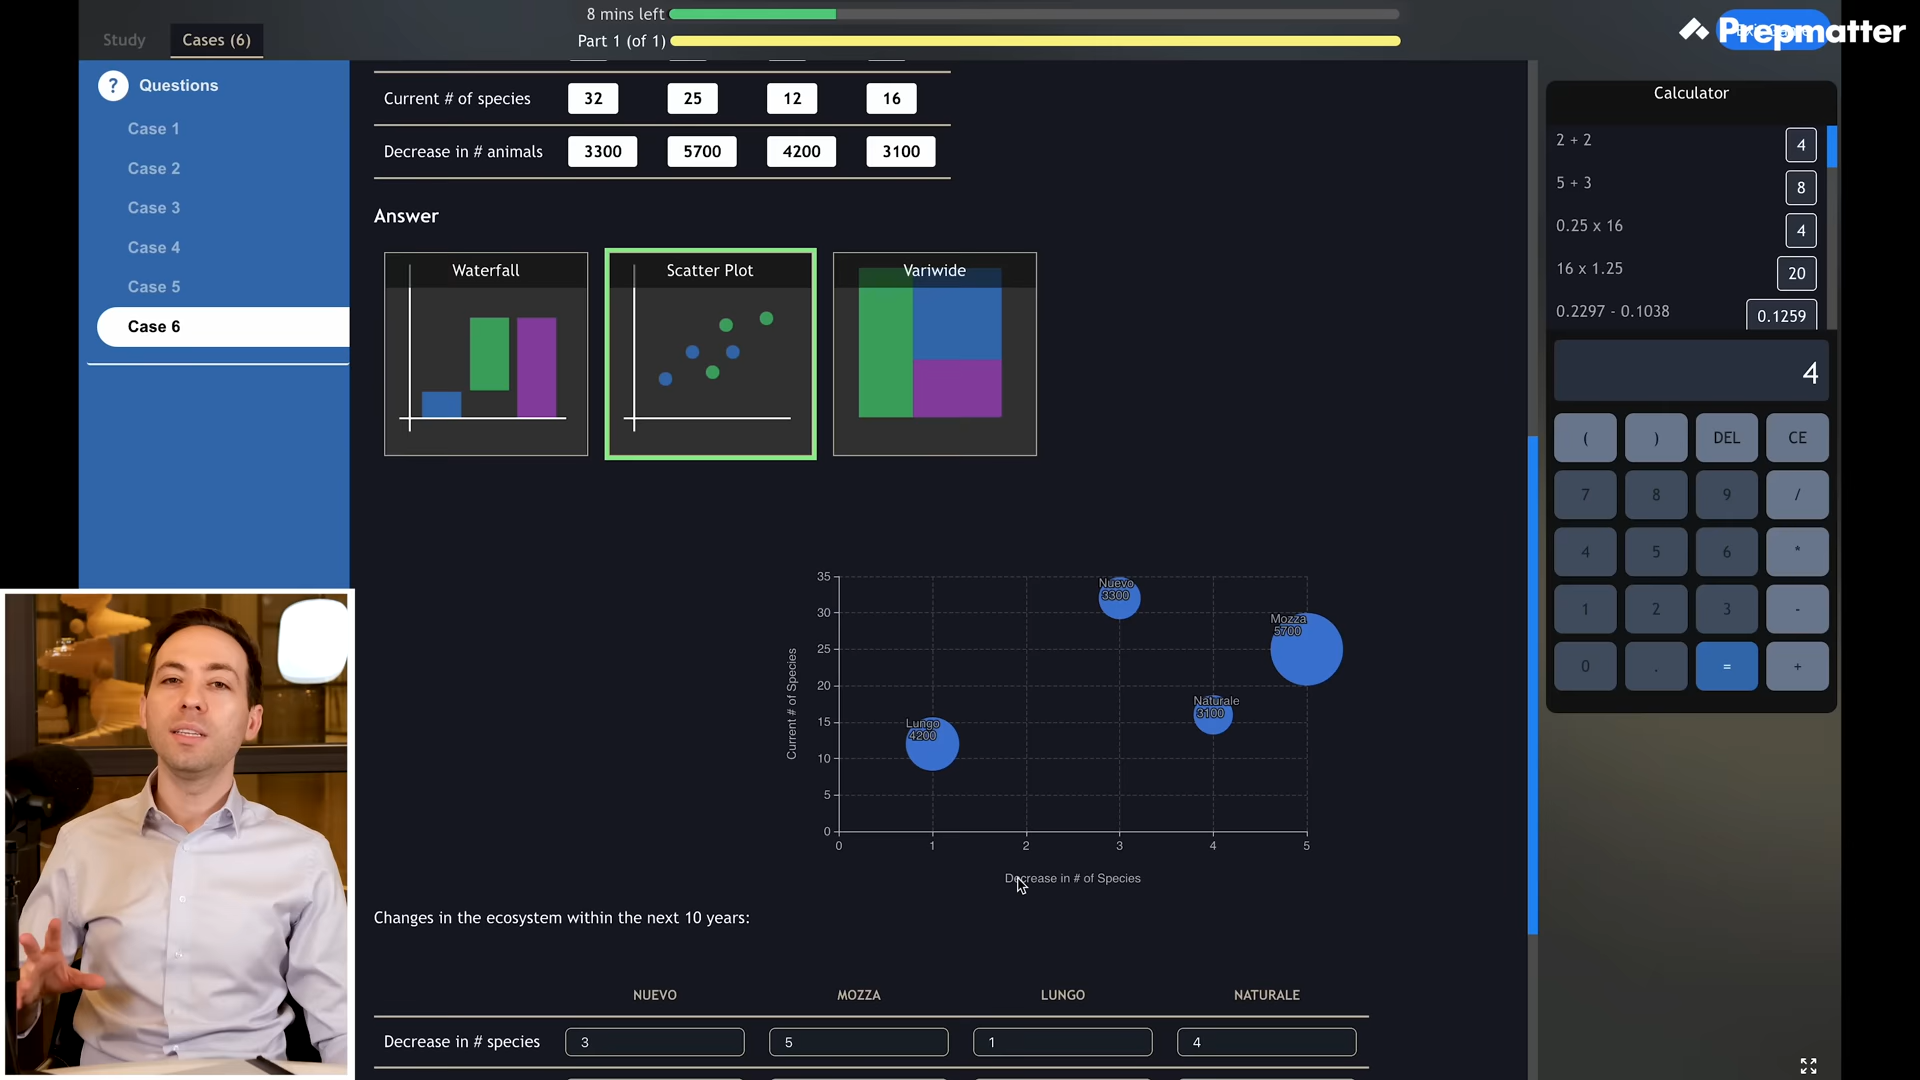 8 mins left
Part 1 (of 1)
Prepmatter
Study
Cases (6)
Questions
Case 1
Case 2
Case 3
Case 4
Case 5
Case 6
Current # of species 32 25 12 16
Decrease in # animals 3300 5700 4200 3100
Answer
Waterfall
Scatter Plot
Variwide
35
30
25
20
15
10
5
0
Current # of Species
Nuevo
3300
Mozza
5700
Naturale
3100
Lungo
4200
0 1 2 3 4 5
Decrease in # of Species
Changes in the ecosystem within the next 10 years:
NUEVO MOZZA LUNGO NATURALE
Decrease in # species 3 5 1 4
Calculator
2 + 2 4
5 + 3 8
0.25 x 16 4
16 x 1.25 20
0.2297 - 0.1038 0.1259
4
( ) DEL CE
7 8 9 /
4 5 6 *
1 2 3 -
0 . = +